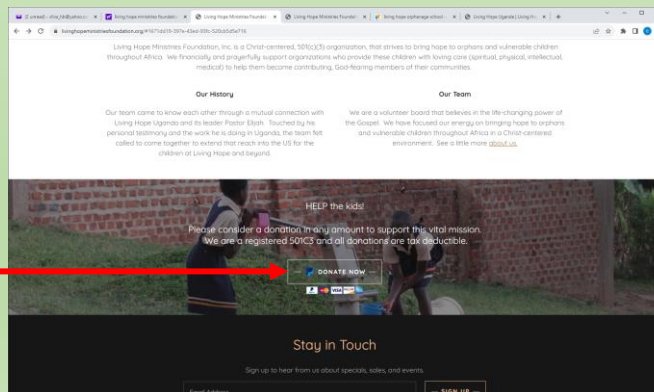 Living Hope Ministries Foundation, Inc. is a Christ-centered, 501(c)(3) organization, that strives to bring hope to orphans and vulnerable children
throughout Africa. We financially and prayerfully support organizations who provide these children with loving care (spiritual, physical, intellectual,
medical) to help them become contributing, God-fearing members of their communities.
Our History
Our team came to know each other through a mutual connection with
Living Hope Uganda and its leader Pastor Elijah. Touched by his
personal testimony and the work he is doing in Uganda, the team felt
called to come together to extend that reach into the US for the
children at Living Hope and beyond.
Our Team
We are a volunteer board that believes in the life-changing power of
the Gospel. We have focused our energy on bringing hope to orphans
and vulnerable children throughout Africa in a Christ-centered
environment. See a little more about us.
HELP the kids!
Please consider a donation in any amount to support this vital mission.
We are a registered 501C3 and all donations are tax deductible.
DONATE NOW
VISA
Stay in Touch
Sign up to hear from us about specials, sales, and events.
Email Address
SIGN UP